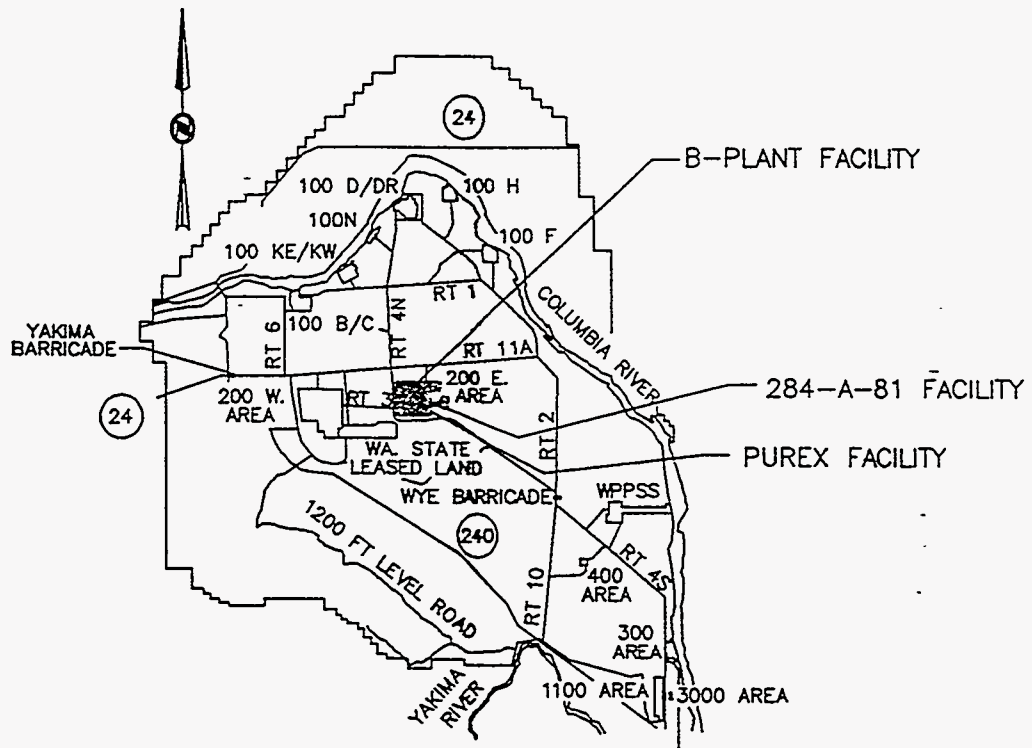 24
B-PLANT FACILITY
100 D/DR
100 H
100N
100 F
100 KE/KW
RT 1
COLUMBIA RIVER
YAKIMA
BARRICADE
RT 6
100 B/C
RT 4N
RT 11A
24
200 W.
AREA
RT 3
200 E.
AREA
284-A-81 FACILITY
RT 2
WA. STATE
LEASED LAND
PUREX FACILITY
WYE BARRICADE
WPPSS
240
1200 FT LEVEL ROAD
RT 10
400
AREA
RT 4S
300
AREA
YAKIMA
RIVER
1100 AREA
3000 AREA